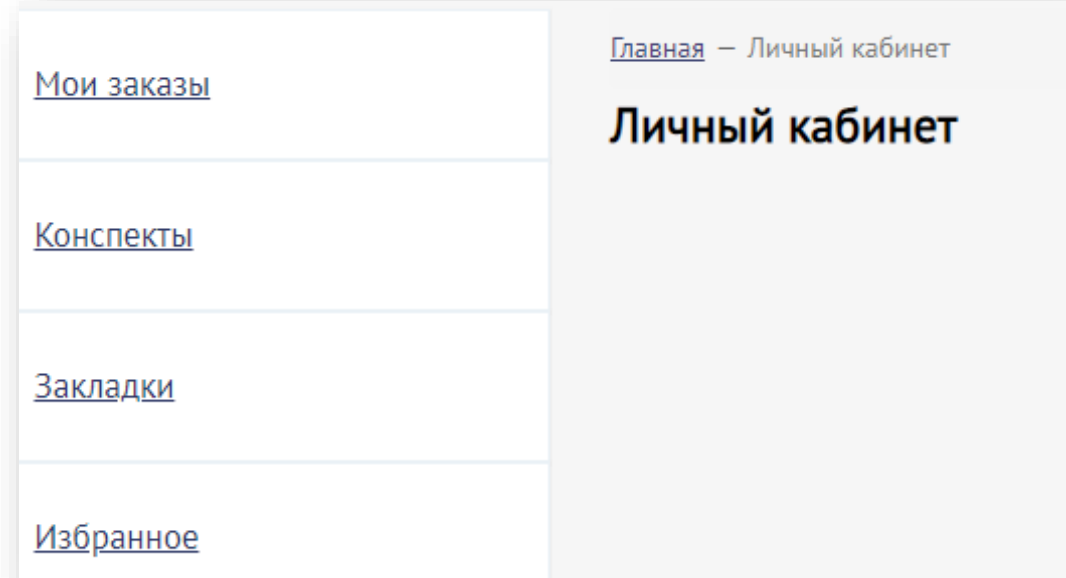 Мои заказы
Конспекты
Закладки
Избранное
Главная — Личный кабинет
Личный кабинет